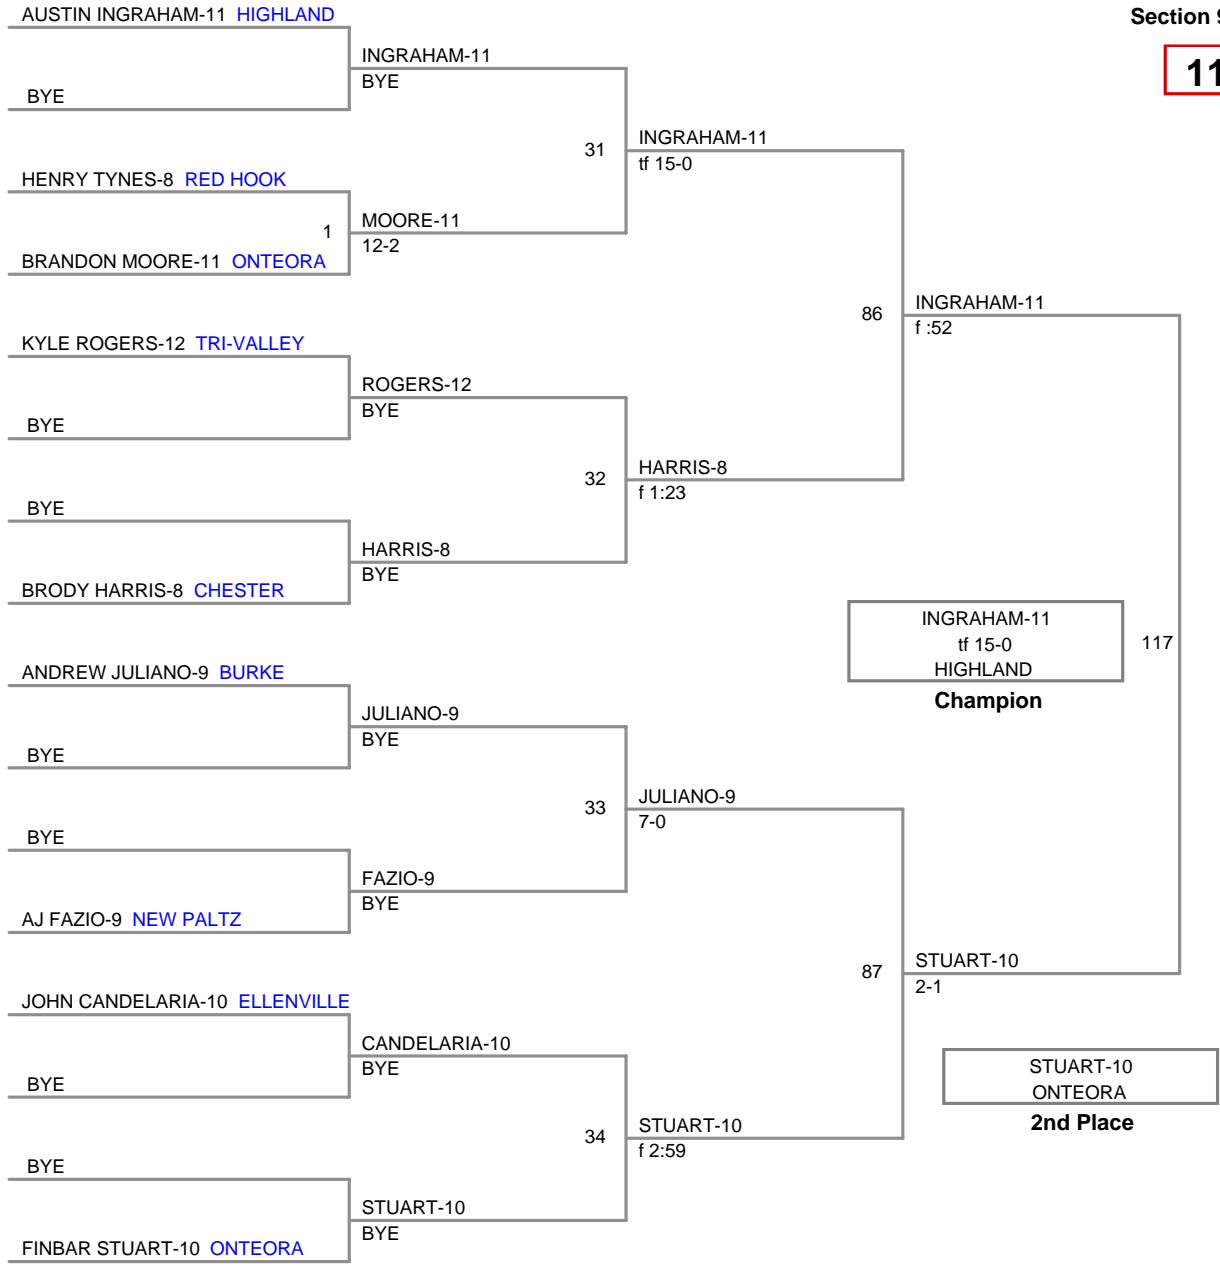 AUSTIN INGRAHAM-11 HIGHLAND
Section 9
11
INGRAHAM-11
BYE
BYE
INGRAHAM-11
31
tf 15-0
HENRY TYNES-8 RED HOOK
MOORE-11
1
12-2
BRANDON MOORE-11 ONTEORA
INGRAHAM-11
86
f :52
KYLE ROGERS-12 TRI-VALLEY
ROGERS-12
BYE
BYE
HARRIS-8
32
f 1:23
BYE
HARRIS-8
BYE
BRODY HARRIS-8 CHESTER
INGRAHAM-11
tf 15-0
117
HIGHLAND
Champion
ANDREW JULIANO-9 BURKE
JULIANO-9
BYE
BYE
JULIANO-9
33
7-0
BYE
FAZIO-9
BYE
AJ FAZIO-9 NEW PALTZ
STUART-10
87
2-1
JOHN CANDELARIA-10 ELLENVILLE
CANDELARIA-10
BYE
BYE
STUART-10
ONTEORA
2nd Place
STUART-10
34
f 2:59
BYE
STUART-10
BYE
FINBAR STUART-10 ONTEORA